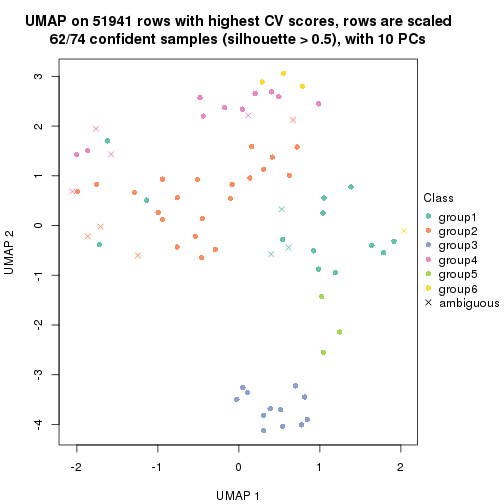 UMAP on 51941 rows with highest CV scores, rows are scaled
62/74 confident samples (silhouette > 0.5), with 10 PCs
3
2
1
0
-1
-2
-3
-4
UMAP 2
-2
-1
0
1
2
UMAP 1
Class
group1
group2
group3
group4
group5
group6
ambiguous